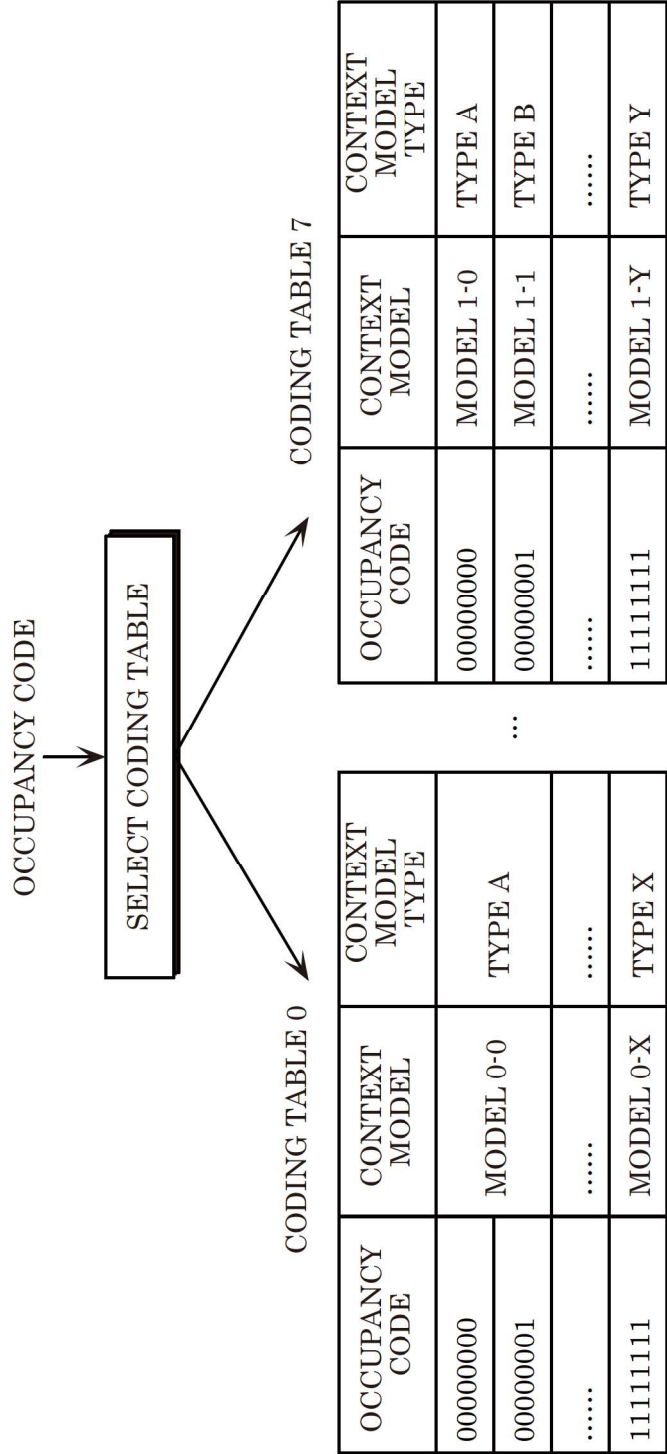 OCCUPANCY CODE
SELECT CODING TABLE
CODING TABLE 0
OCCUPANCY
CODE
CONTEXT
MODEL
CONTEXT
MODEL
TYPE
00000000
MODEL 0-0
TYPE A
00000001
......
......
......
11111111
MODEL 0-X
TYPE X
...
CODING TABLE 7
OCCUPANCY
CODE
CONTEXT
MODEL
CONTEXT
MODEL
TYPE
00000000
MODEL 1-0
TYPE A
00000001
MODEL 1-1
TYPE B
......
......
......
11111111
MODEL 1-Y
TYPE Y